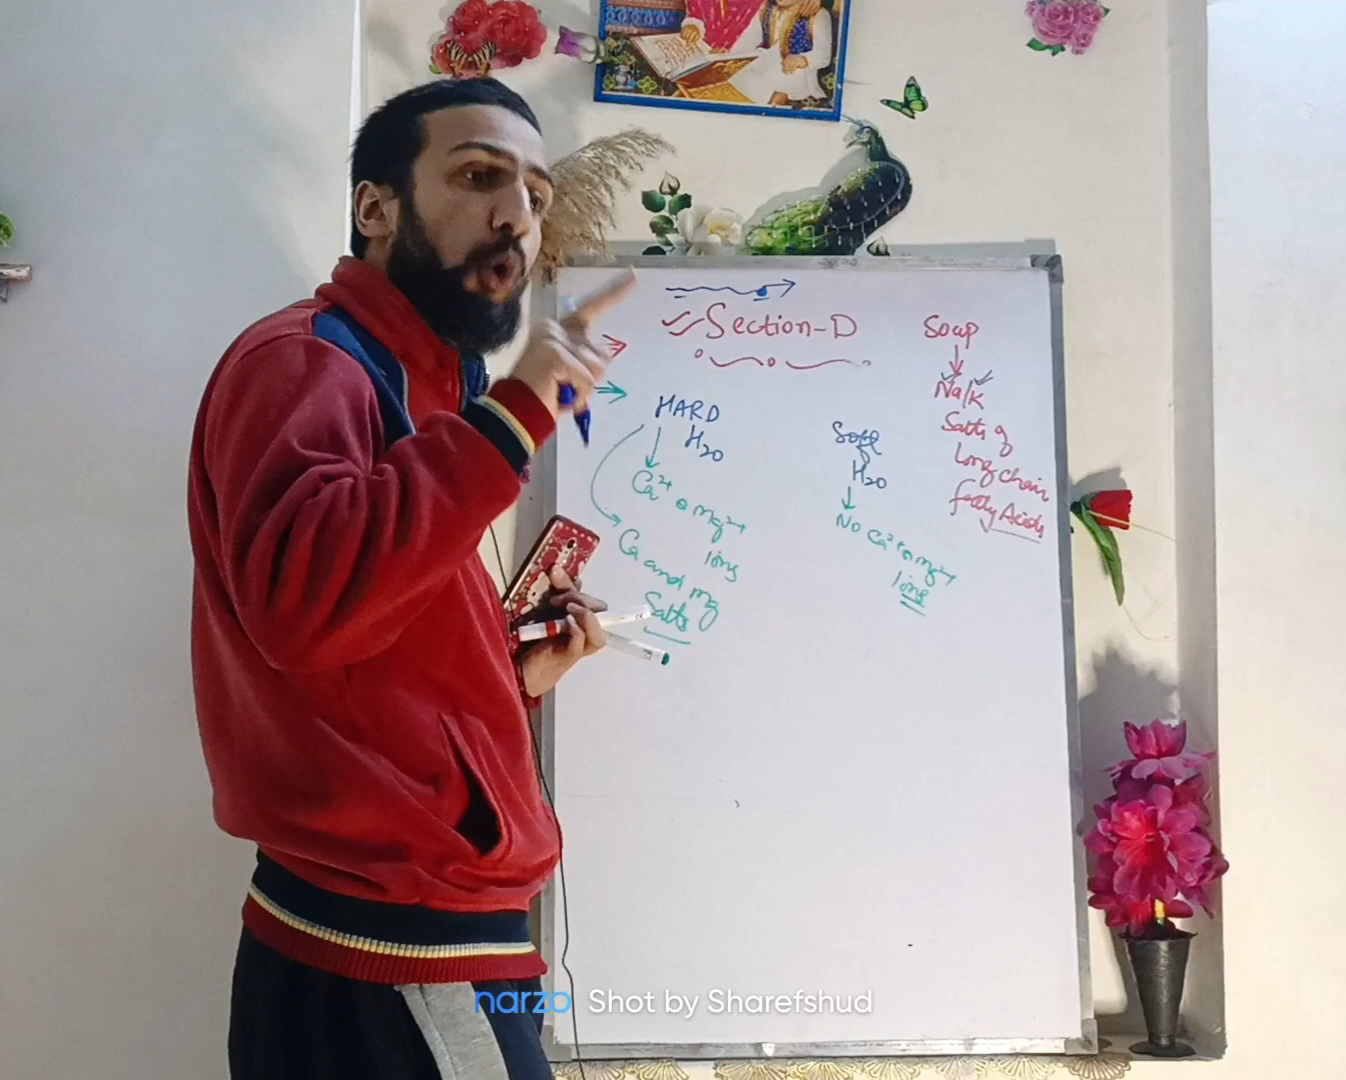 Section-D
HARD
H2O
Ca2+ & Mg2+
ions
Ca and Mg
Salts
Soft
H2O
No Ca2+ & Mg2+
ions
Soap
Na/K
Salts of
Long chain
fatty Acids
narzo Shot by Sharefshud